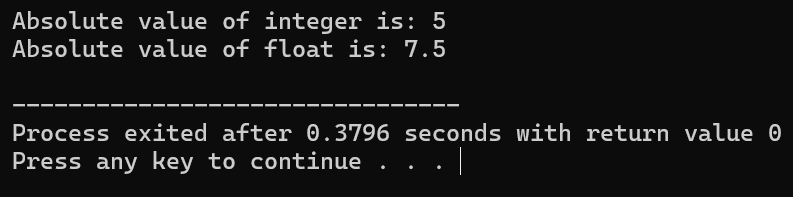 Absolute value of integer is: 5
Absolute value of float is: 7.5
--------------------------------
Process exited after 0.3796 seconds with return value 0
Press any key to continue . . .